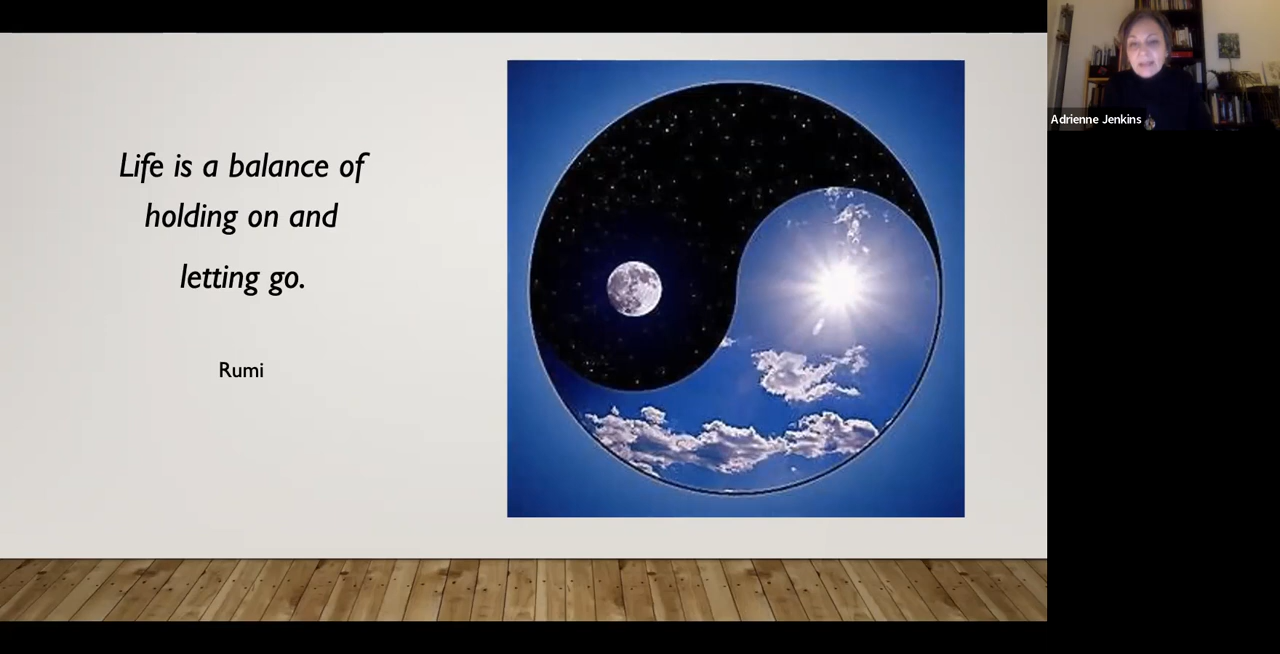 Life is a balance of
holding on and
letting go.
Rumi
Adrienne Jenkins